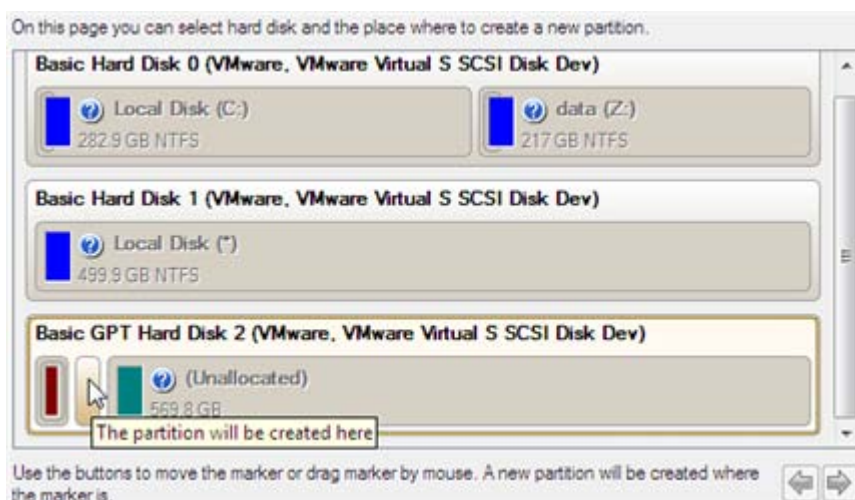 On this page you can select hard disk and the place where to create a new partition.
Basic Hard Disk 0 (VMware, VMware Virtual S SCSI Disk Dev)
Local Disk (C:) data (Z:)
282.9 GB NTFS 217 GB NTFS
Basic Hard Disk 1 (VMware, VMware Virtual S SCSI Disk Dev)
Local Disk (*)
499.9 GB NTFS
Basic GPT Hard Disk 2 (VMware, VMware Virtual S SCSI Disk Dev)
(Unallocated)
569.8 GB
The partition will be created here
Use the buttons to move the marker or drag marker by mouse. A new partition will be created where
the marker is